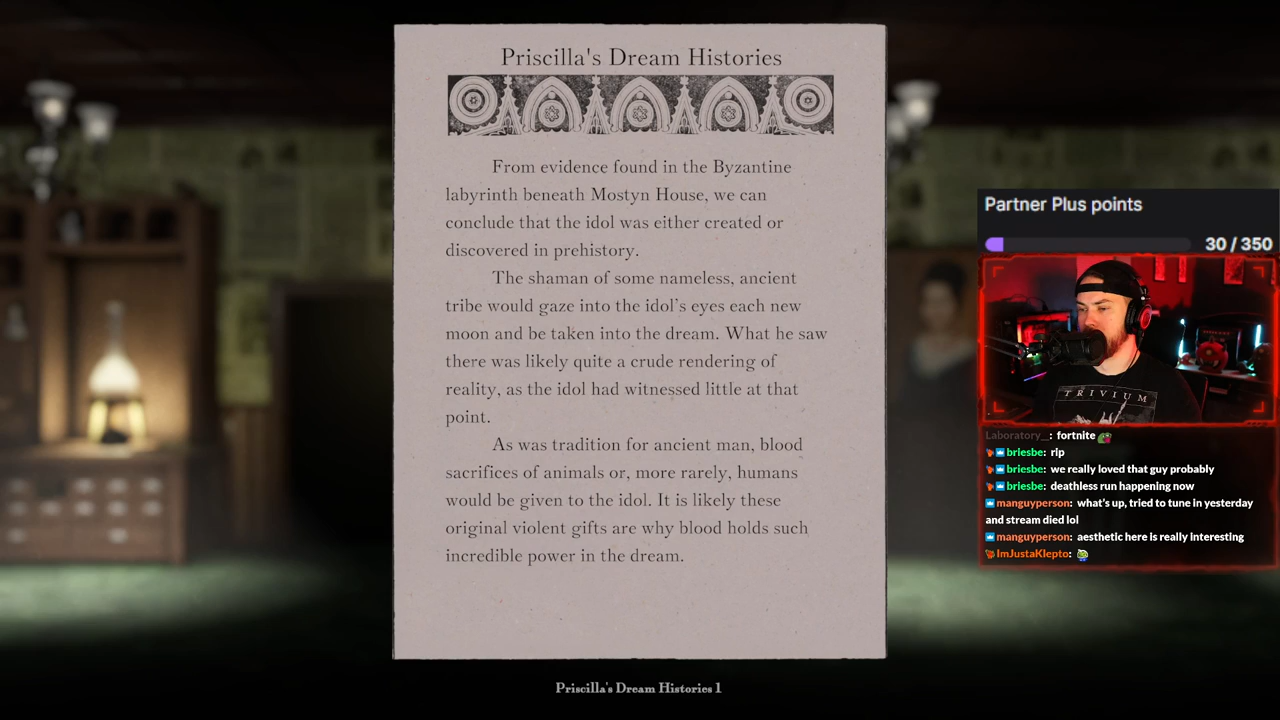 Priscilla's Dream Histories
From evidence found in the Byzantine
labyrinth beneath Mostyn House, we can
conclude that the idol was either created or
discovered in prehistory.
The shaman of some nameless, ancient
tribe would gaze into the idol's eyes each new
moon and be taken into the dream. What he saw
there was likely quite a crude rendering of
reality, as the idol had witnessed little at that
point.
As was tradition for ancient man, blood
sacrifices of animals or, more rarely, humans
would be given to the idol. It is likely these
original violent gifts are why blood holds such
incredible power in the dream.
Priscilla's Dream Histories 1
Partner Plus points
30 / 350
TRIVIUM
Laboratory__: fortnite
briesbe: rip
briesbe: we really loved that guy probably
briesbe: deathless run happening now
manguyperson: what's up, tried to tune in yesterday
and stream died lol
manguyperson: aesthetic here is really interesting
ImJustaKlepto: